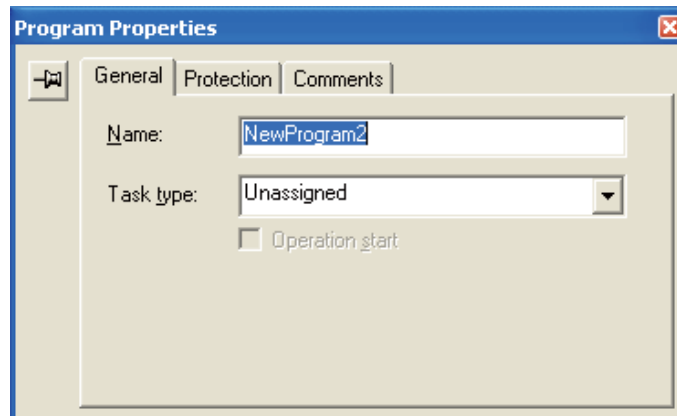 Program Properties
General Protection Comments
Name: NewProgram2
Task type: Unassigned
Operation start